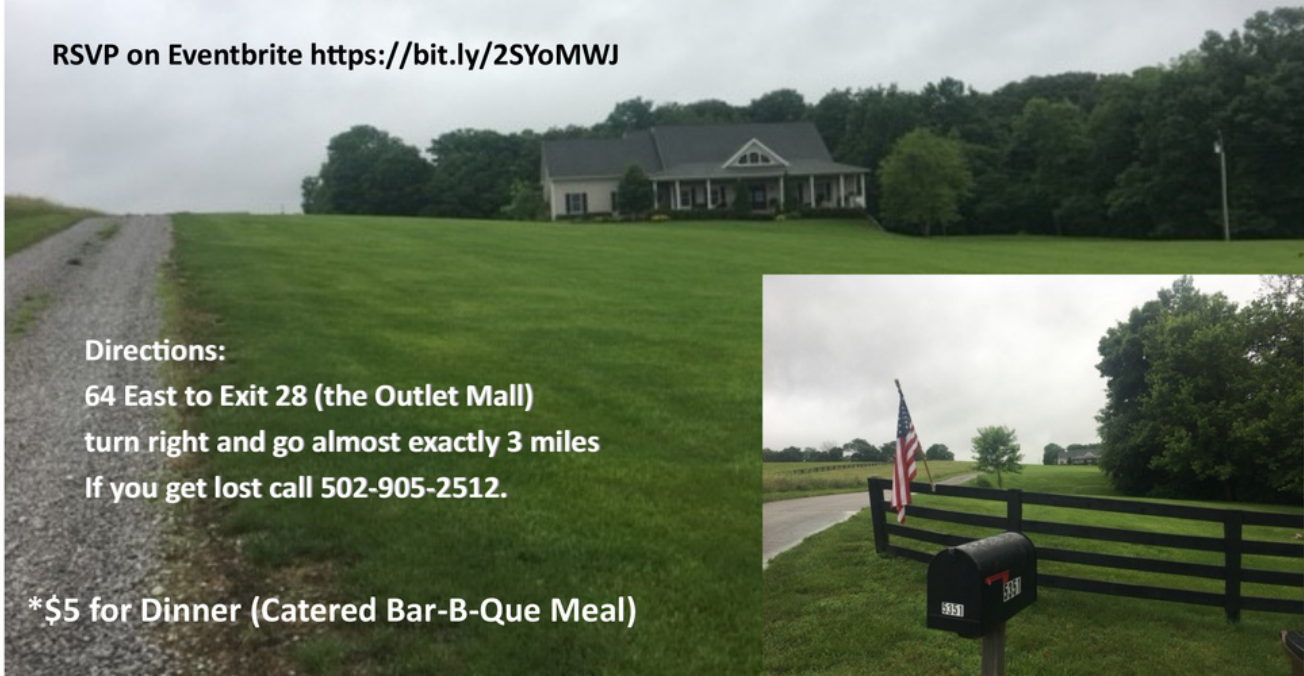 RSVP on Eventbrite https://bit.ly/2SYoMWJ
Directions:
64 East to Exit 28 (the Outlet Mall)
turn right and go almost exactly 3 miles
If you get lost call 502-905-2512.
*$5 for Dinner (Catered Bar-B-Que Meal)
5351
5351